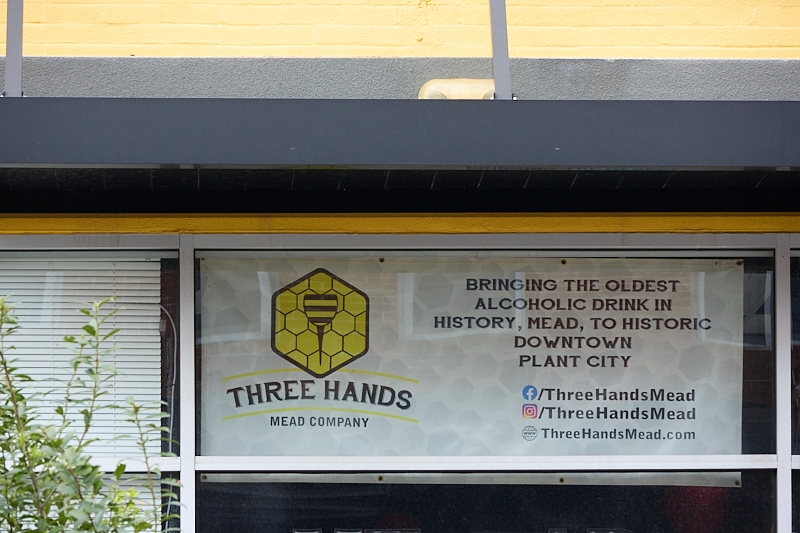 THREE HANDS
MEAD COMPANY
BRINGING THE OLDEST
ALCOHOLIC DRINK IN
HISTORY, MEAD, TO HISTORIC
DOWNTOWN
PLANT CITY
/ThreeHandsMead
/ThreeHandsMead
www ThreeHandsMead.com